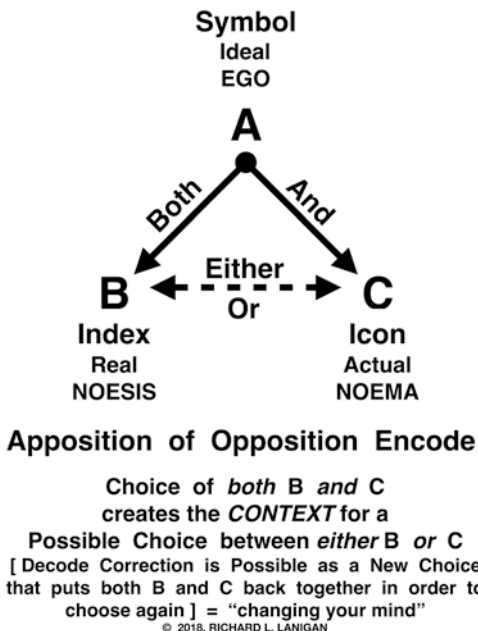 Symbol
Ideal
EGO
A
Both And
Either
B C
Or
Index Icon
Real Actual
NOESIS NOEMA
Apposition of Opposition Encode
Choice of both B and C
creates the CONTEXT for a
Possible Choice between either B or C
[ Decode Correction is Possible as a New Choice
that puts both B and C back together in order to
choose again ] = “changing your mind”
© 2018, RICHARD L. LANIGAN